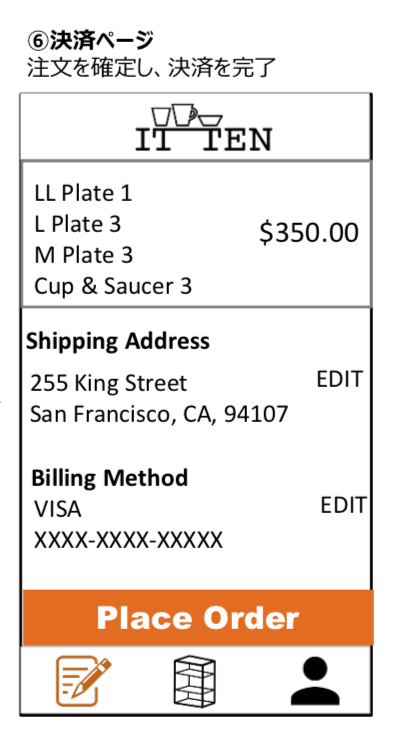 ⑥決済ページ
注文を確定し、決済を完了
IT TEN
LL Plate 1
L Plate 3
M Plate 3
Cup & Saucer 3
$350.00
Shipping Address
255 King Street
San Francisco, CA, 94107
EDIT
Billing Method
VISA
XXXX-XXXX-XXXXX
EDIT
Place Order